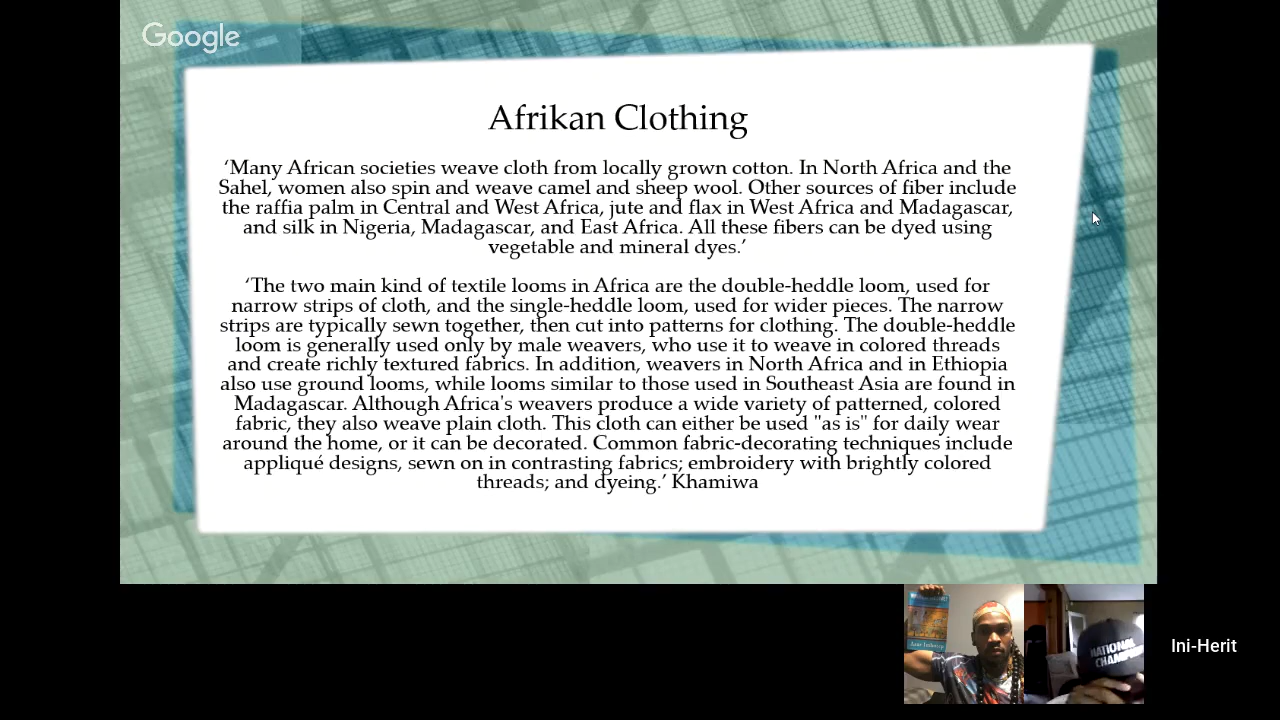 Google
Afrikan Clothing
‘Many African societies weave cloth from locally grown cotton. In North Africa and the
Sahel, women also spin and weave camel and sheep wool. Other sources of fiber include
the raffia palm in Central and West Africa, jute and flax in West Africa and Madagascar,
and silk in Nigeria, Madagascar, and East Africa. All these fibers can be dyed using
vegetable and mineral dyes.’
‘The two main kind of textile looms in Africa are the double-heddle loom, used for
narrow strips of cloth, and the single-heddle loom, used for wider pieces. The narrow
strips are typically sewn together, then cut into patterns for clothing. The double-heddle
loom is generally used only by male weavers, who use it to weave in colored threads
and create richly textured fabrics. In addition, weavers in North Africa and in Ethiopia
also use ground looms, while looms similar to those used in Southeast Asia are found in
Madagascar. Although Africa's weavers produce a wide variety of patterned, colored
fabric, they also weave plain cloth. This cloth can either be used "as is" for daily wear
around the home, or it can be decorated. Common fabric-decorating techniques include
appliqué designs, sewn on in contrasting fabrics; embroidery with brightly colored
threads; and dyeing.’ Khamiwa
NATIONAL
Ini-Herit